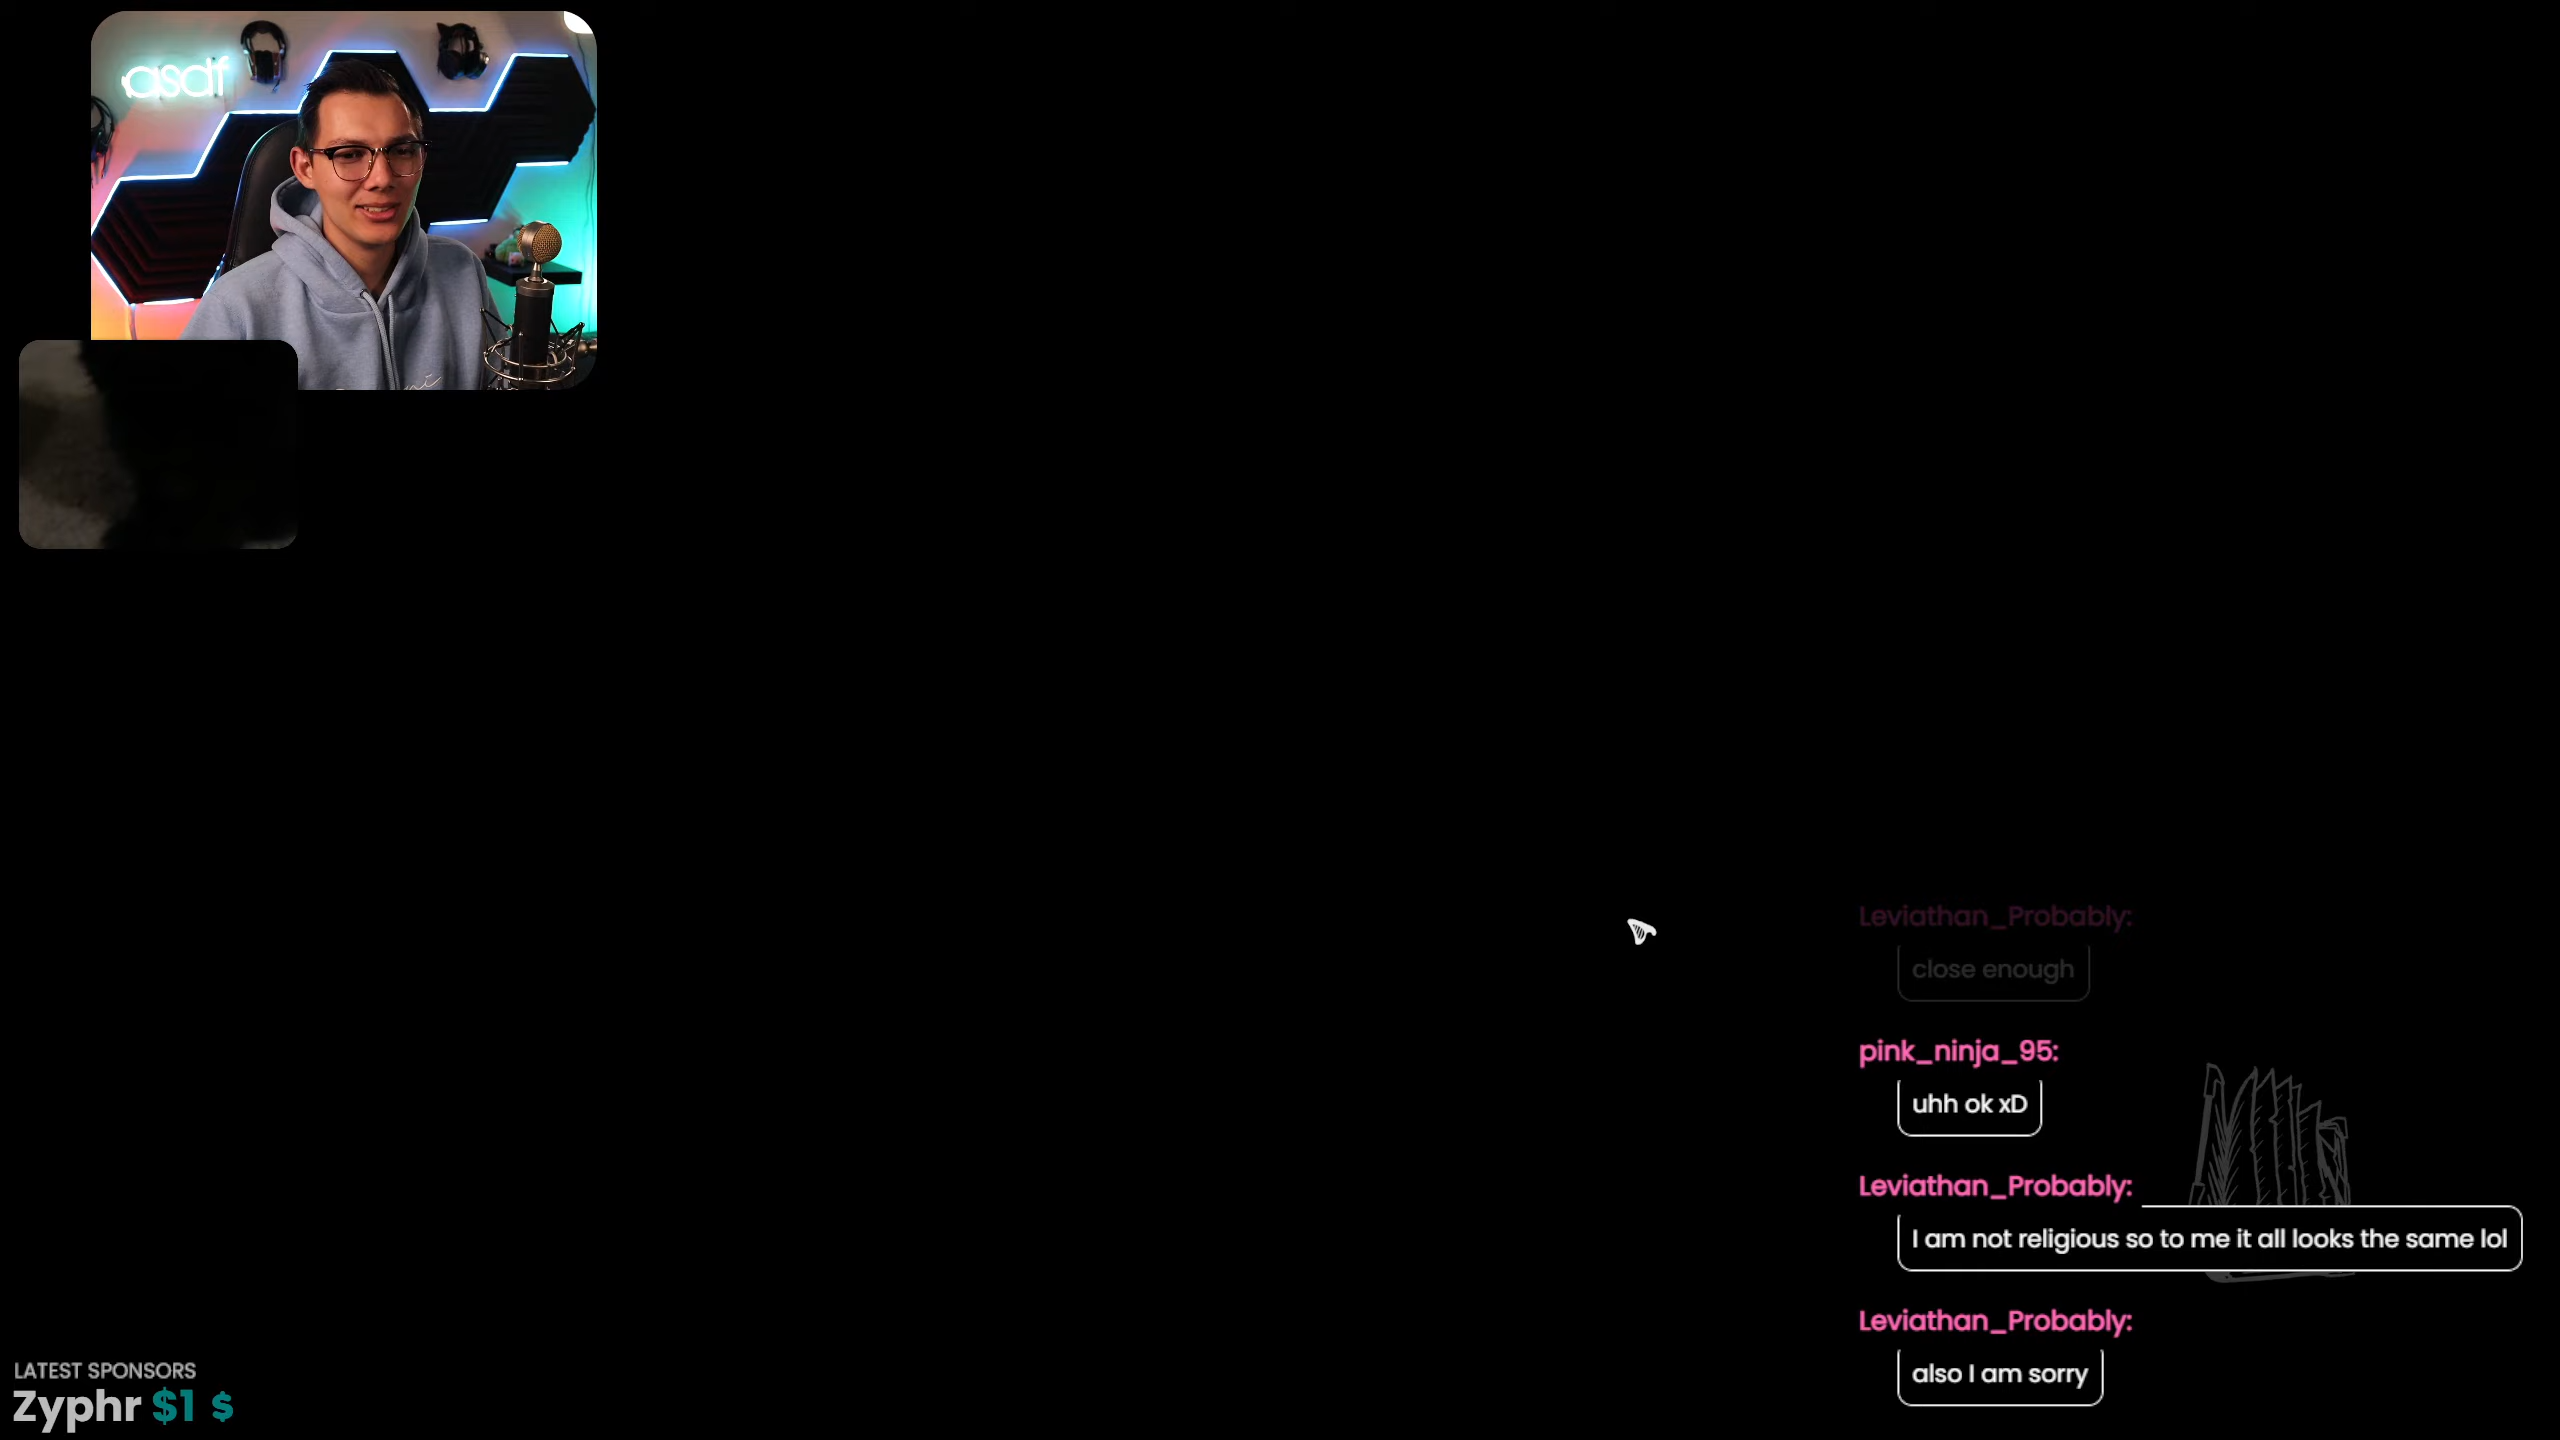 asdf
Leviathan_Probably:
close enough
pink_ninja_95:
uhh ok xD
Leviathan_Probably:
I am not religious so to me it all looks the same lol
Leviathan_Probably:
also I am sorry
LATEST SPONSORS
Zyphr $1 $